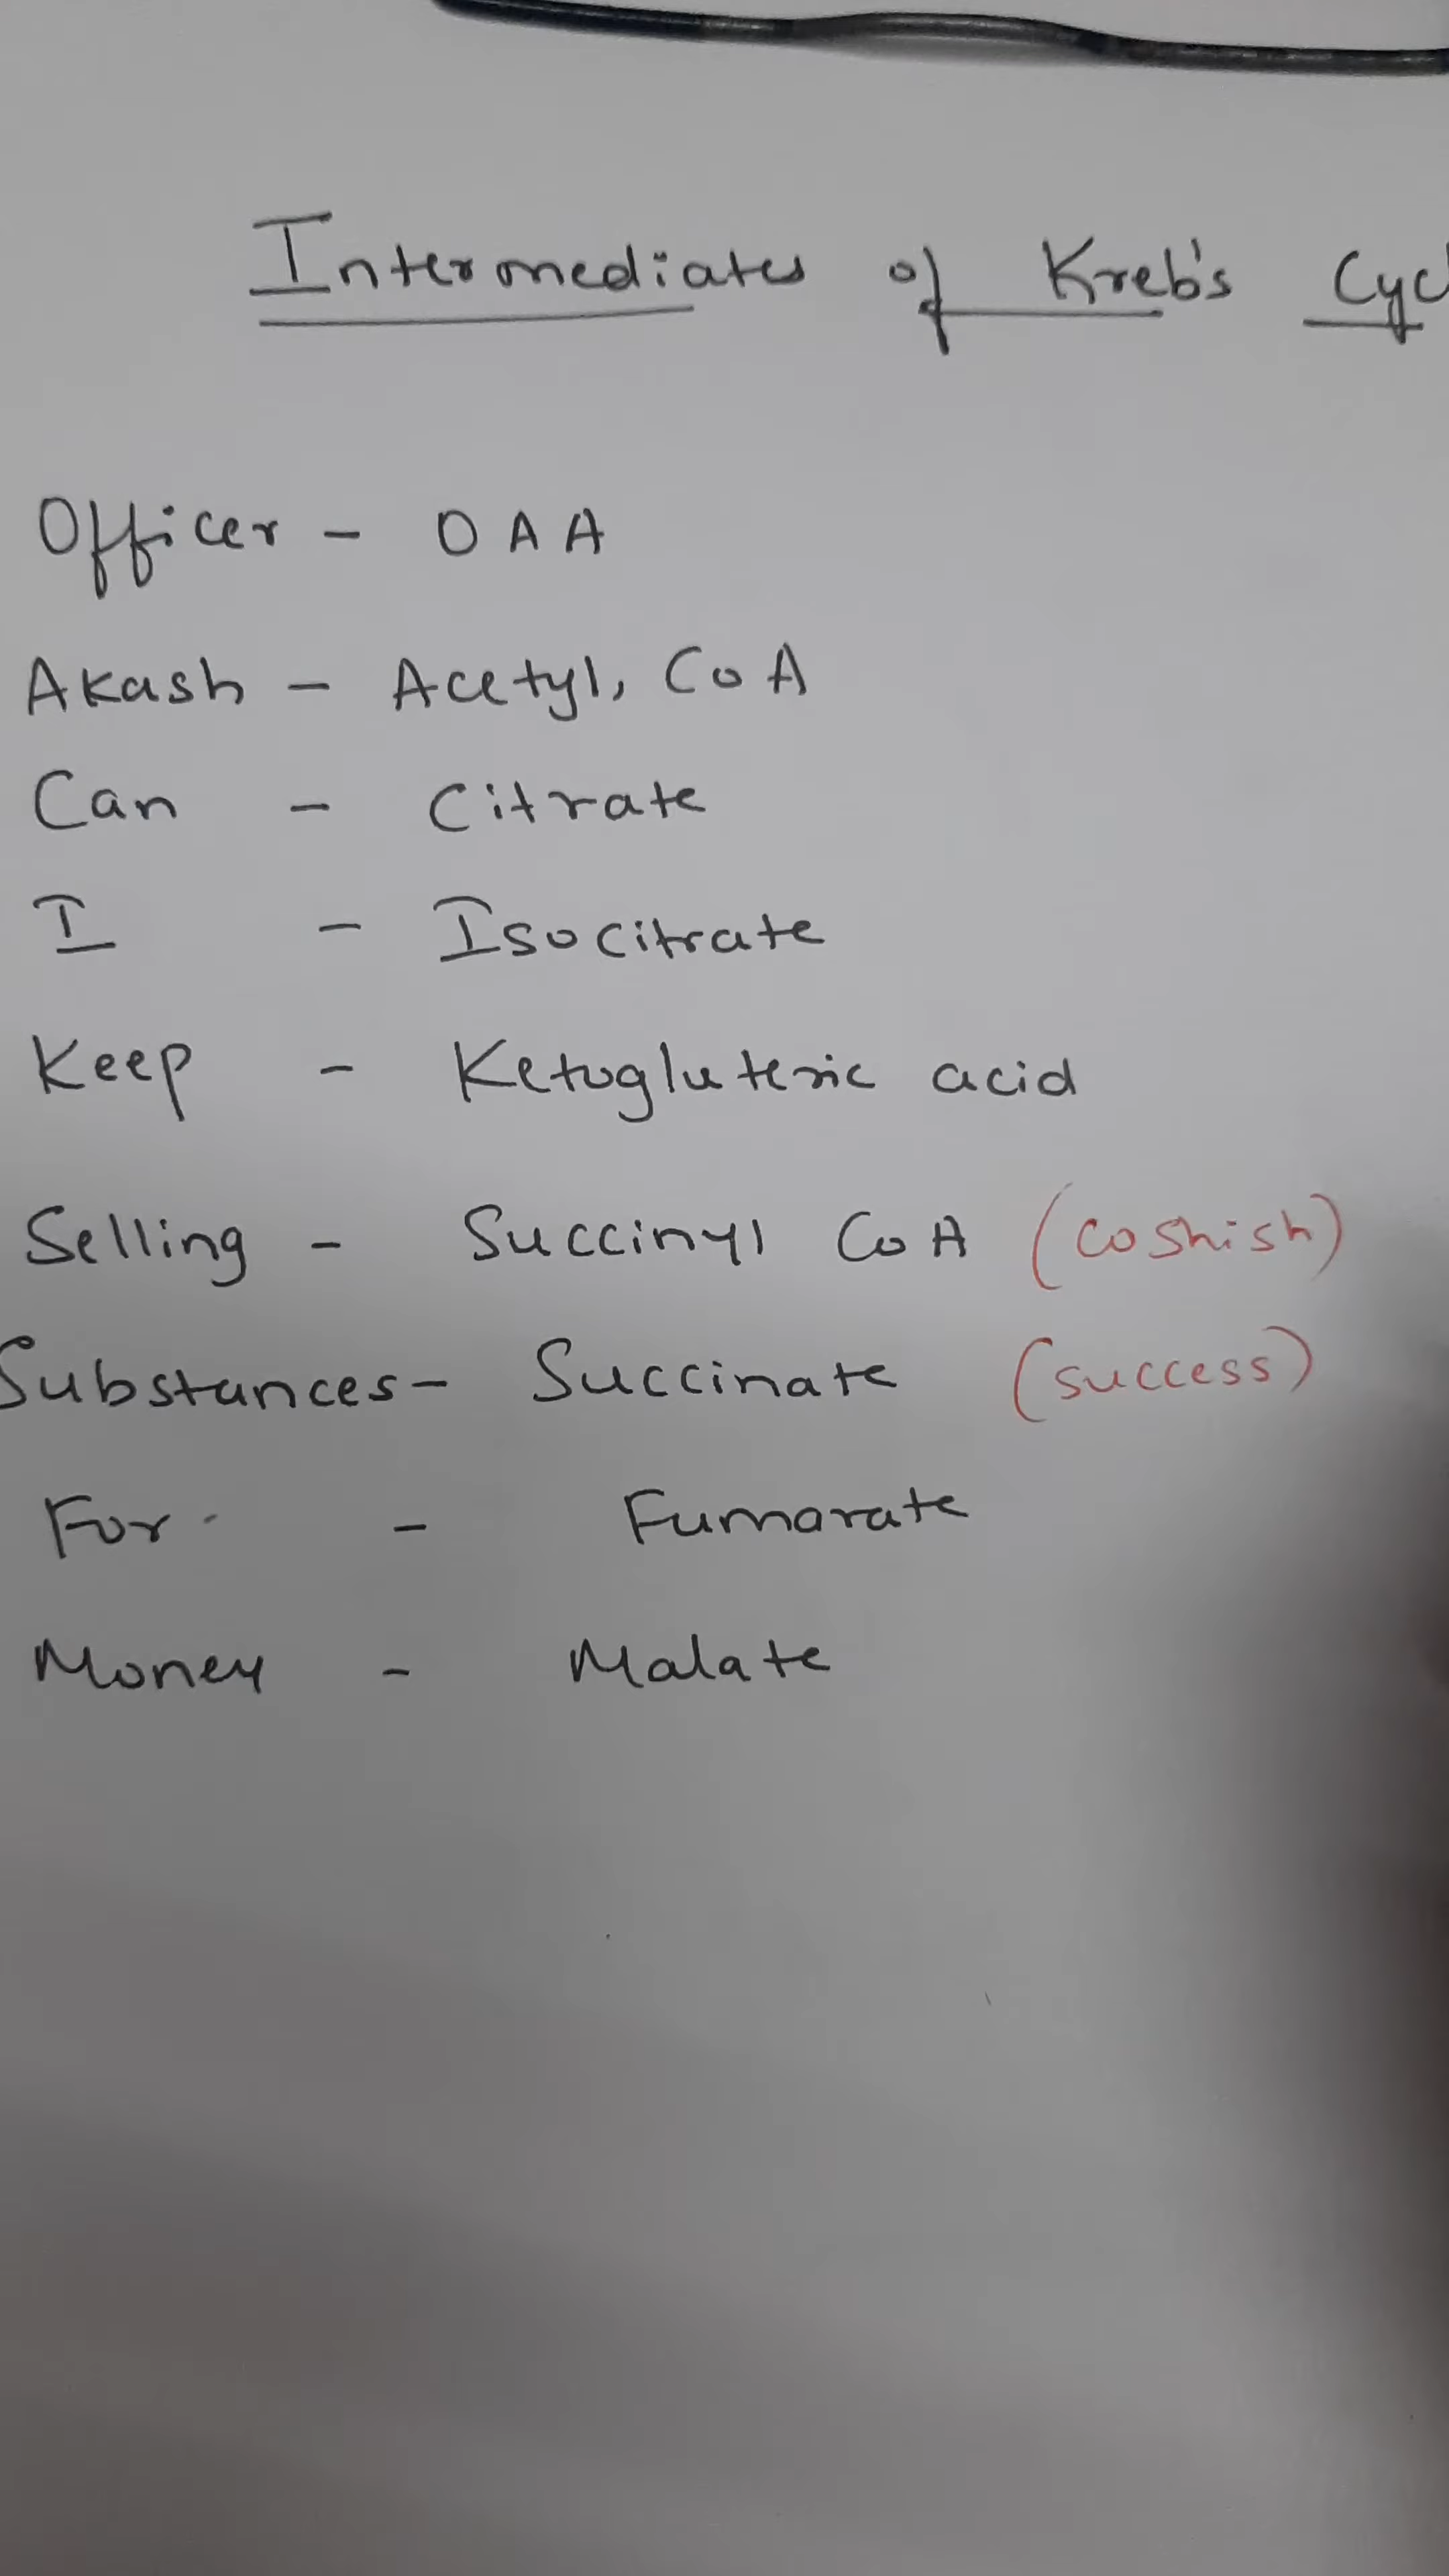 Intermediates of Kreb's Cyc
Officer - OAA
Akash - Acetyl, CoA
Can - Citrate
I - Isocitrate
Keep - Ketogluteric acid
Selling - Succinyl CoA (coshish)
Substances - Succinate (success)
For - Fumarate
Money - Malate